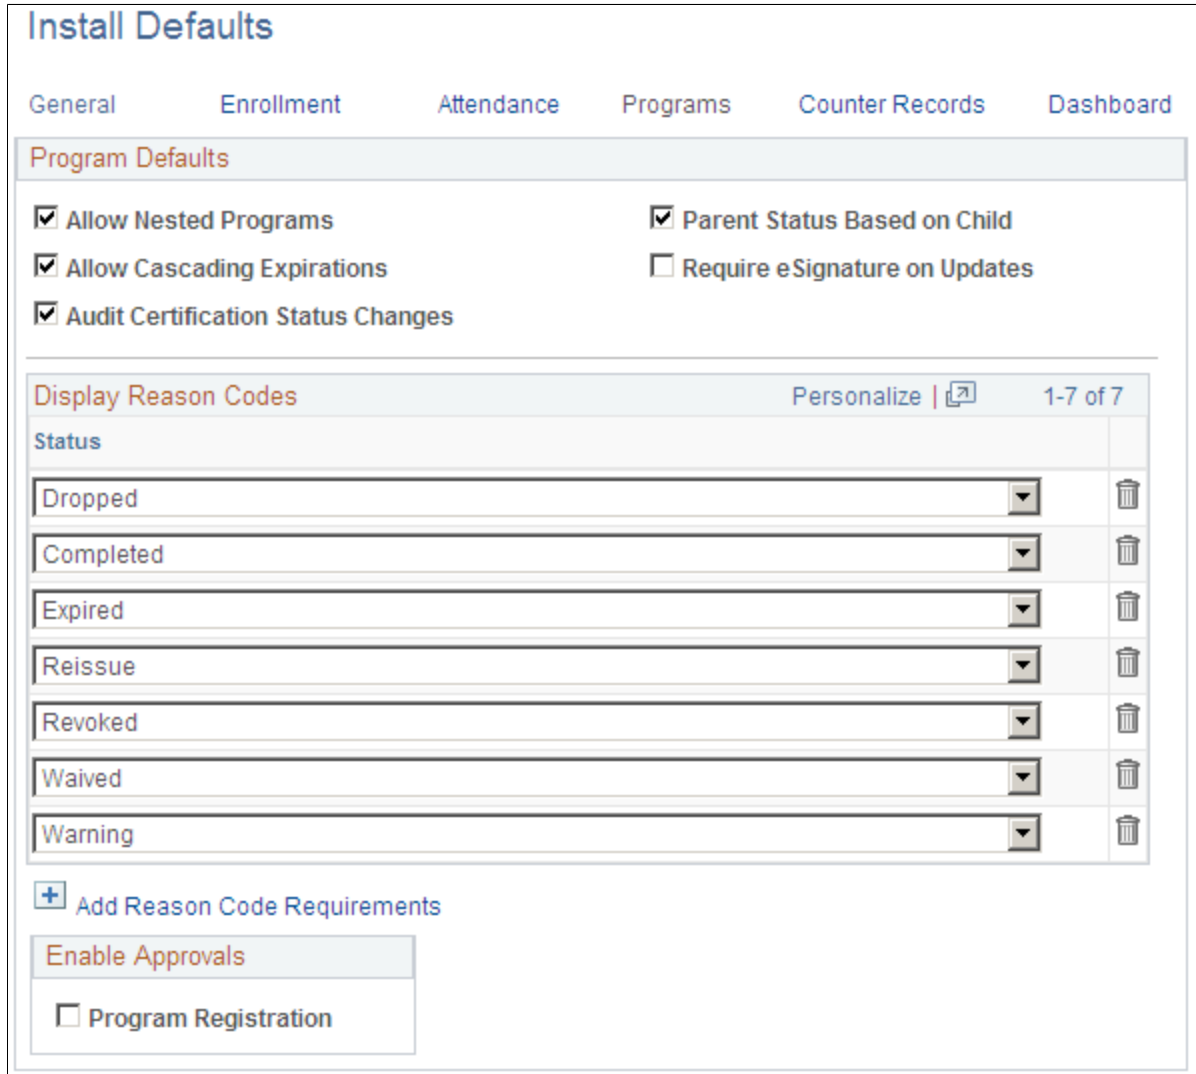 Install Defaults
General Enrollment Attendance Programs Counter Records Dashboard
Program Defaults
Allow Nested Programs Parent Status Based on Child
Allow Cascading Expirations Require eSignature on Updates
Audit Certification Status Changes
Display Reason Codes Personalize | 1-7 of 7
Status
Dropped
Completed
Expired
Reissue
Revoked
Waived
Warning
Add Reason Code Requirements
Enable Approvals
Program Registration